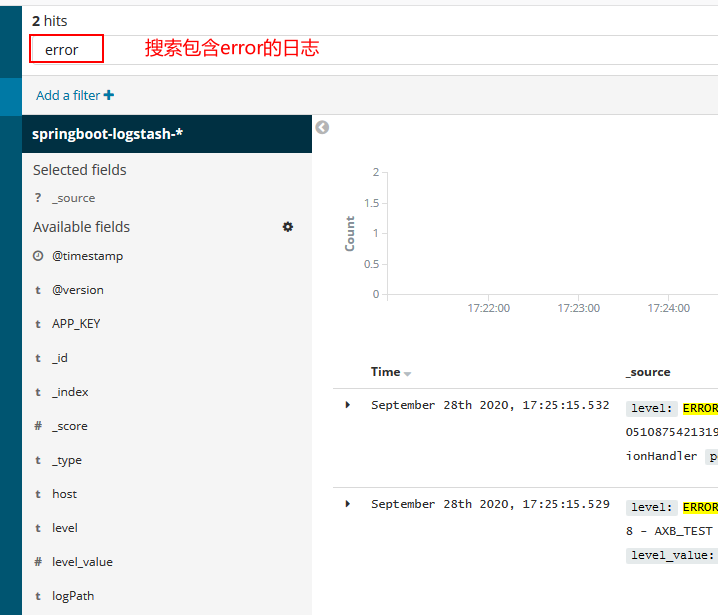 2 hits
error
搜索包含error的日志
Add a filter +
springboot-logstash-*
Selected fields
? _source
Available fields
@timestamp
t @version
t APP_KEY
t _id
t _index
# _score
t _type
t host
t level
# level_value
t logPath
Count
2
1.5
1
0.5
0
17:22:00 17:23:00 17:24:00
Time _source
September 28th 2020, 17:25:15.532 level: ERROR
0510875421319
ionHandler p
September 28th 2020, 17:25:15.529 level: ERROR
8 - AXB_TEST
level_value: